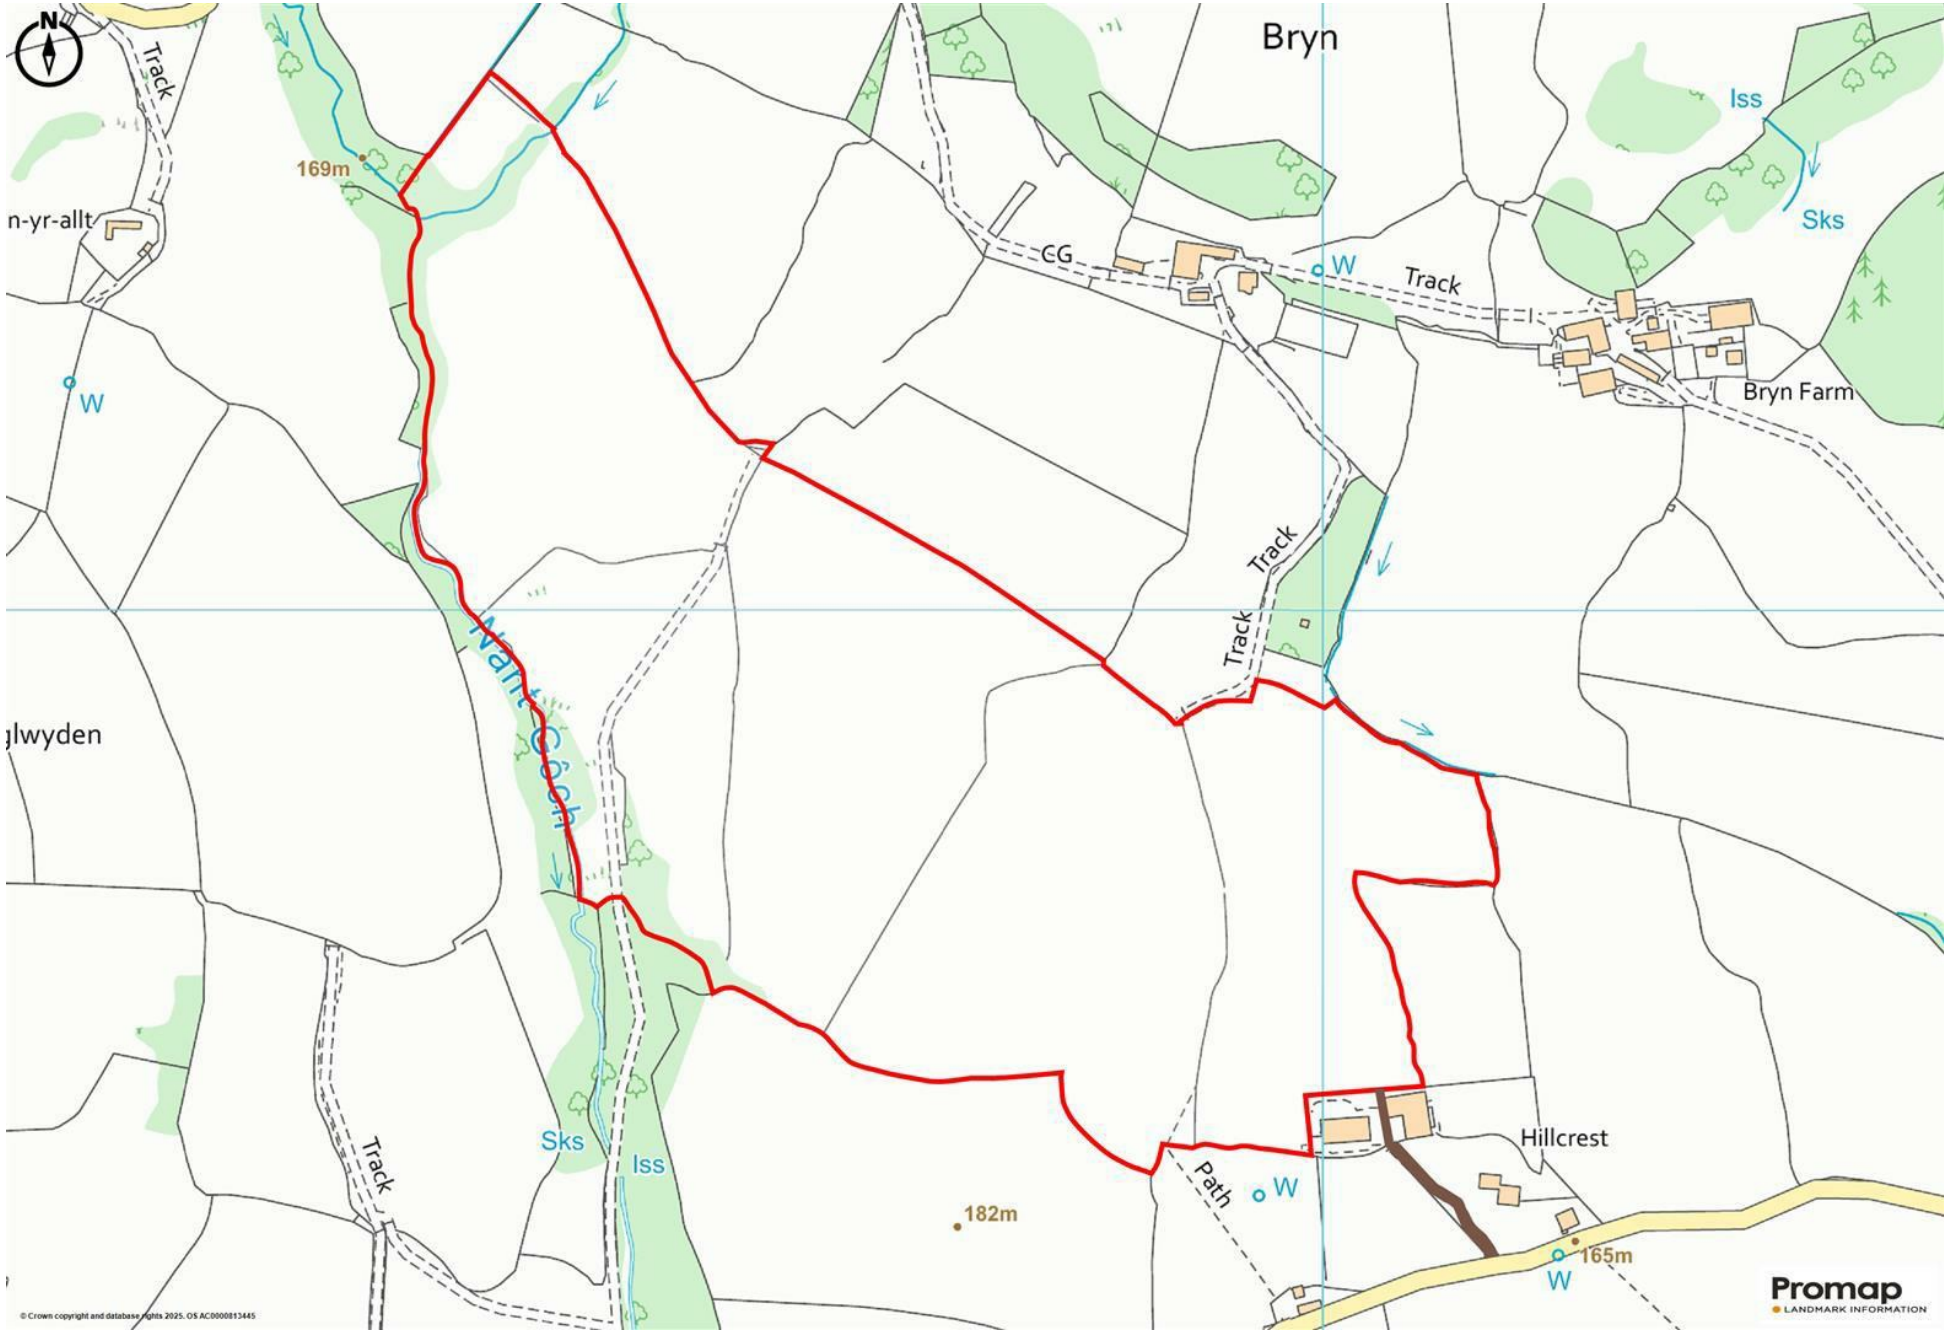 N
Track
Bryn
Iss
169m
Sks
n-yr-allt
CG
W
Track
W
Bryn Farm
Track
Track
Nant Gôch
glwyden
Hillcrest
Sks
Iss
Track
Path
W
182m
165m
W
Promap
LANDMARK INFORMATION
© Crown copyright and database rights 2025. OS AC0000813445